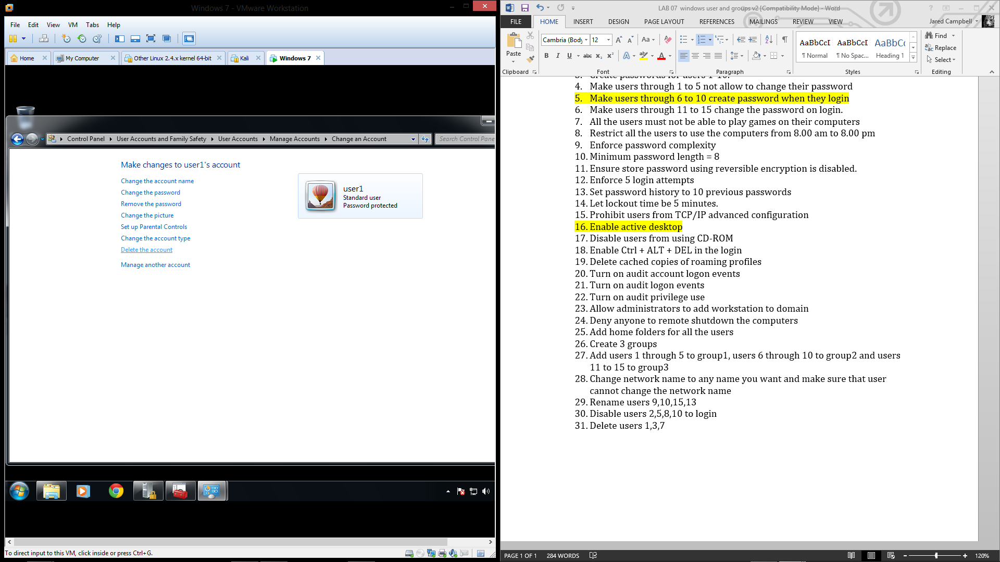 Windows 7 - VMware Workstation
File Edit View VM Tabs Help
Home
My Computer
Other Linux 2.4.x kernel 64-bit
Kali
Windows 7
Control Panel
User Accounts and Family Safety
User Accounts
Manage Accounts
Change an Account
Search Control Pane
Make changes to user1's account
Change the account name
Change the password
Remove the password
Change the picture
Set up Parental Controls
Change the account type
Delete the account
Manage another account
user1
Standard user
Password protected
To direct input to this VM, click inside or press Ctrl+G.
LAB 07 windows user and groups v2 [Compatibility Mode] - Word
FILE HOME INSERT DESIGN PAGE LAYOUT REFERENCES MAILINGS REVIEW VIEW
Jared Campbell
Paste
Cambria (Body 12
AaBbCcI AaBbCcI AaBbC
¶ Normal ¶ No Spac... Heading 1
Find
Replace
Select
Clipboard Font Paragraph Styles Editing
3. Create passwords for users 1-10.
4. Make users through 1 to 5 not allow to change their password
5. Make users through 6 to 10 create password when they login
6. Make users through 11 to 15 change the password on login.
7. All the users must not be able to play games on their computers
8. Restrict all the users to use the computers from 8.00 am to 8.00 pm
9. Enforce password complexity
10. Minimum password length = 8
11. Ensure store password using reversible encryption is disabled.
12. Enforce 5 login attempts
13. Set password history to 10 previous passwords
14. Let lockout time be 5 minutes.
15. Prohibit users from TCP/IP advanced configuration
16. Enable active desktop
17. Disable users from using CD-ROM
18. Enable Ctrl + ALT + DEL in the login
19. Delete cached copies of roaming profiles
20. Turn on audit account logon events
21. Turn on audit logon events
22. Turn on audit privilege use
23. Allow administrators to add workstation to domain
24. Deny anyone to remote shutdown the computers
25. Add home folders for all the users
26. Create 3 groups
27. Add users 1 through 5 to group1, users 6 through 10 to group2 and users
11 to 15 to group3
28. Change network name to any name you want and make sure that user
cannot change the network name
29. Rename users 9,10,15,13
30. Disable users 2,5,8,10 to login
31. Delete users 1,3,7
PAGE 1 OF 1 284 WORDS
120%